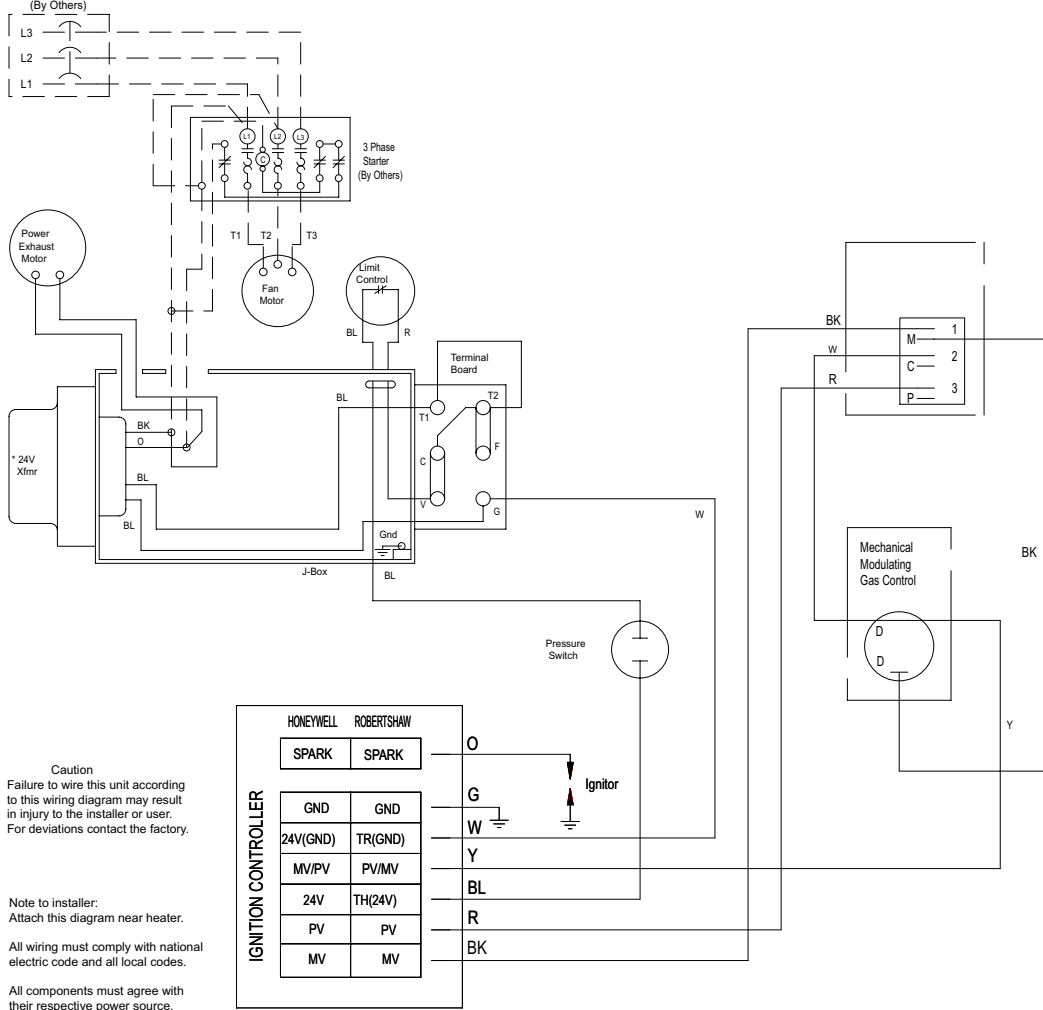 (By Others)
L3
L2
L1
L1
L2
L3
L1
L2
L3
C
3 Phase
Starter
(By Others)
T1
T2
T3
Power
Exhaust
Motor
Fan
Motor
Limit
Control
BL
R
Terminal
Board
BL
T1
T2
C
F
V
G
BK
O
* 24V
Xfmr
BL
BL
Gnd
J-Box
BL
W
BK
W
R
M
C
P
1
2
3
Mechanical
Modulating
Gas Control
D
D
BK
Y
Pressure
Switch
Caution
Failure to wire this unit according
to this wiring diagram may result
in injury to the installer or user.
For deviations contact the factory.
Note to installer:
Attach this diagram near heater.
All wiring must comply with national
electric code and all local codes.
All components must agree with
their respective power source.
IGNITION CONTROLLER
HONEYWELL ROBERTSHAW
SPARK SPARK O
Ignitor
GND GND G
24V(GND) TR(GND) W
MV/PV PV/MV Y
24V TH(24V) BL
PV PV R
MV MV BK